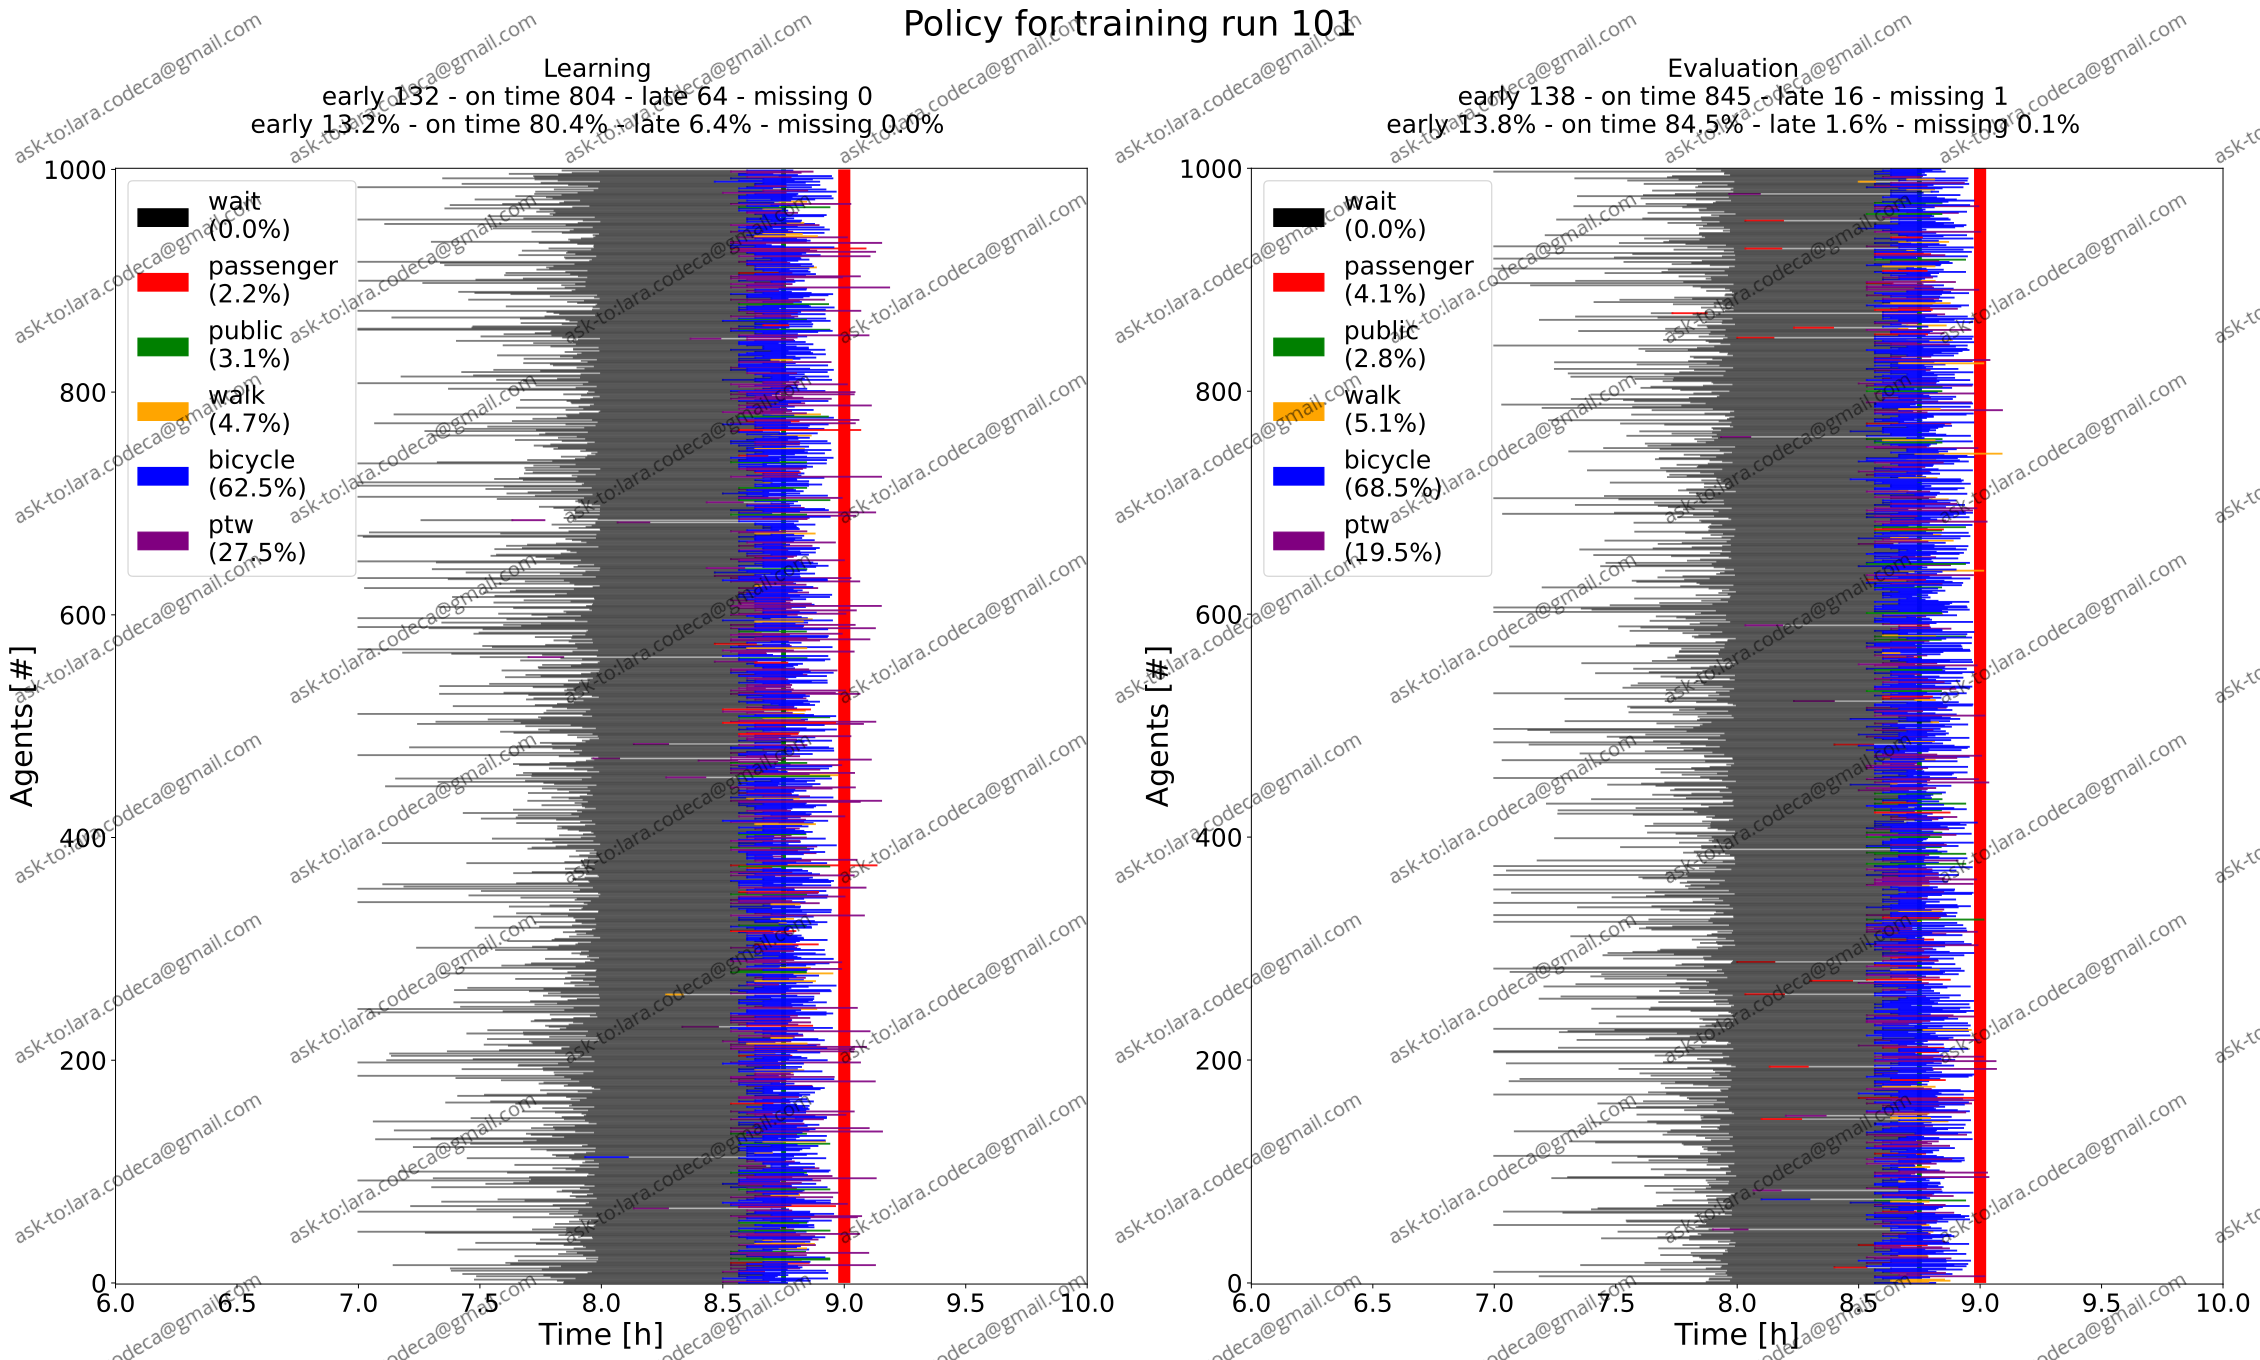 Policy for training run 101
Learning
early 132 - on time 804 - late 64 - missing 0
early 13.2% - on time 80.4% - late 6.4% - missing 0.0%
1000
800
600
400
200
0
Agents [#]
wait
(0.0%)
passenger
(2.2%)
public
(3.1%)
walk
(4.7%)
bicycle
(62.5%)
ptw
(27.5%)
6.0 6.5 7.0 7.5 8.0 8.5 9.0 9.5 10.0
Time [h]
Evaluation
early 138 - on time 845 - late 16 - missing 1
early 13.8% - on time 84.5% - late 1.6% - missing 0.1%
1000
800
600
400
200
0
Agents [#]
wait
(0.0%)
passenger
(4.1%)
public
(2.8%)
walk
(5.1%)
bicycle
(68.5%)
ptw
(19.5%)
6.0 6.5 7.0 7.5 8.0 8.5 9.0 9.5 10.0
Time [h]
ask-to:lara.codeca@gmail.com